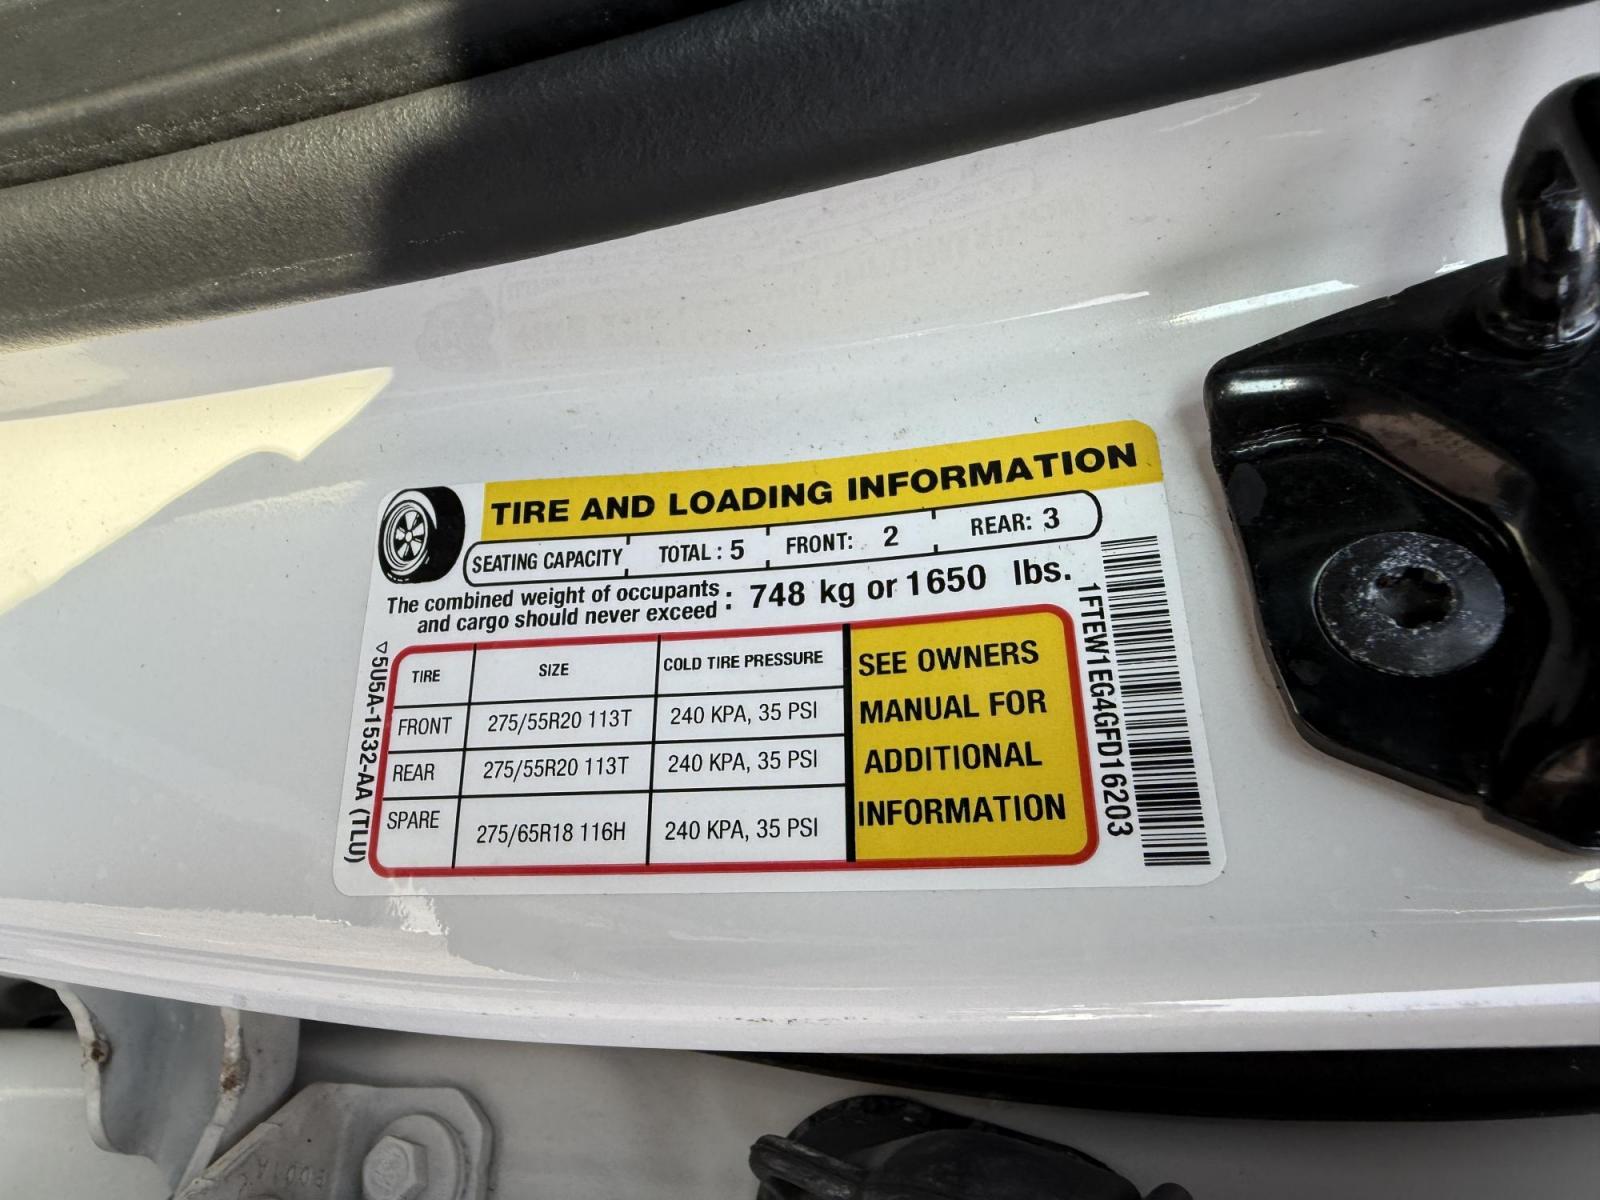 TIRE AND LOADING INFORMATION
SEATING CAPACITY TOTAL : 5 FRONT: 2 REAR: 3
The combined weight of occupants
and cargo should never exceed : 748 kg or 1650 lbs.
TIRE SIZE COLD TIRE PRESSURE
FRONT 275/55R20 113T 240 KPA, 35 PSI
REAR 275/55R20 113T 240 KPA, 35 PSI
SPARE 275/65R18 116H 240 KPA, 35 PSI
SEE OWNERS
MANUAL FOR
ADDITIONAL
INFORMATION
5U5A-1532-AA (TLU)
1FTEW1EG4GFD16203